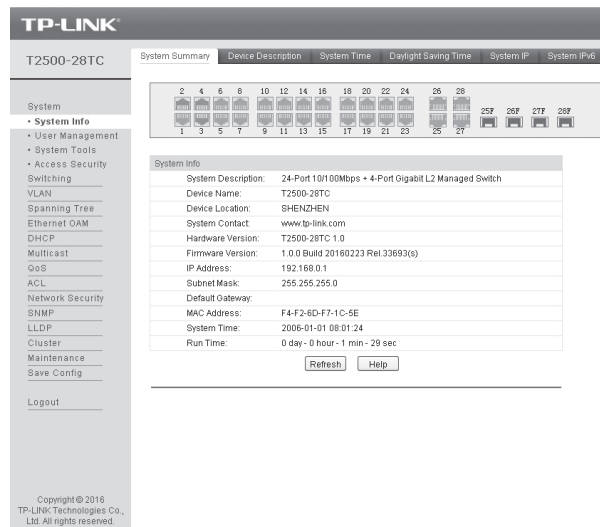 TP-LINK®
T2500-28TC
System Summary Device Description System Time Daylight Saving Time System IP System IPv6
System
• System Info
• User Management
• System Tools
• Access Security
Switching
VLAN
Spanning Tree
Ethernet OAM
DHCP
Multicast
QoS
ACL
Network Security
SNMP
LLDP
Cluster
Maintenance
Save Config
Logout
Copyright © 2016
TP-LINK Technologies Co.,
Ltd. All rights reserved.
2 4 6 8 10 12 14 16 18 20 22 24 26 28
25F 26F 27F 28F
1 3 5 7 9 11 13 15 17 19 21 23 25 27
System Info
System Description: 24-Port 10/100Mbps + 4-Port Gigabit L2 Managed Switch
Device Name: T2500-28TC
Device Location: SHENZHEN
System Contact: www.tp-link.com
Hardware Version: T2500-28TC 1.0
Firmware Version: 1.0.0 Build 20160223 Rel.33693(s)
IP Address: 192.168.0.1
Subnet Mask: 255.255.255.0
Default Gateway:
MAC Address: F4-F2-6D-F7-1C-5E
System Time: 2006-01-01 08:01:24
Run Time: 0 day - 0 hour - 1 min - 29 sec
Refresh Help